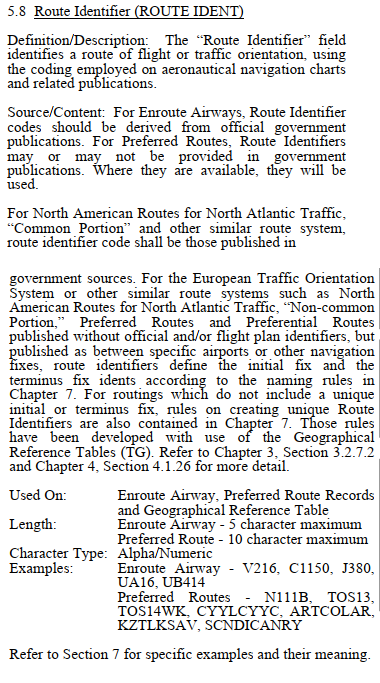 5.8 Route Identifier (ROUTE IDENT)
Definition/Description: The “Route Identifier” field
identifies a route of flight or traffic orientation, using
the coding employed on aeronautical navigation charts
and related publications.
Source/Content: For Enroute Airways, Route Identifier
codes should be derived from official government
publications. For Preferred Routes, Route Identifiers
may or may not be provided in government
publications. Where they are available, they will be
used.
For North American Routes for North Atlantic Traffic,
“Common Portion” and other similar route system,
route identifier code shall be those published in
government sources. For the European Traffic Orientation
System or other similar route systems such as North
American Routes for North Atlantic Traffic, “Non-common
Portion,” Preferred Routes and Preferential Routes
published without official and/or flight plan identifiers, but
published as between specific airports or other navigation
fixes, route identifiers define the initial fix and the
terminus fix idents according to the naming rules in
Chapter 7. For routings which do not include a unique
initial or terminus fix, rules on creating unique Route
Identifiers are also contained in Chapter 7. Those rules
have been developed with use of the Geographical
Reference Tables (TG). Refer to Chapter 3, Section 3.2.7.2
and Chapter 4, Section 4.1.26 for more detail.
Used On: Enroute Airway, Preferred Route Records
and Geographical Reference Table
Length: Enroute Airway - 5 character maximum
Preferred Route - 10 character maximum
Character Type: Alpha/Numeric
Examples: Enroute Airway - V216, C1150, J380,
UA16, UB414
Preferred Routes - N111B, TOS13,
TOS14WK, CYYLCYYC, ARTCOLAR,
KZTLKSAV, SCNDICANRY
Refer to Section 7 for specific examples and their meaning.